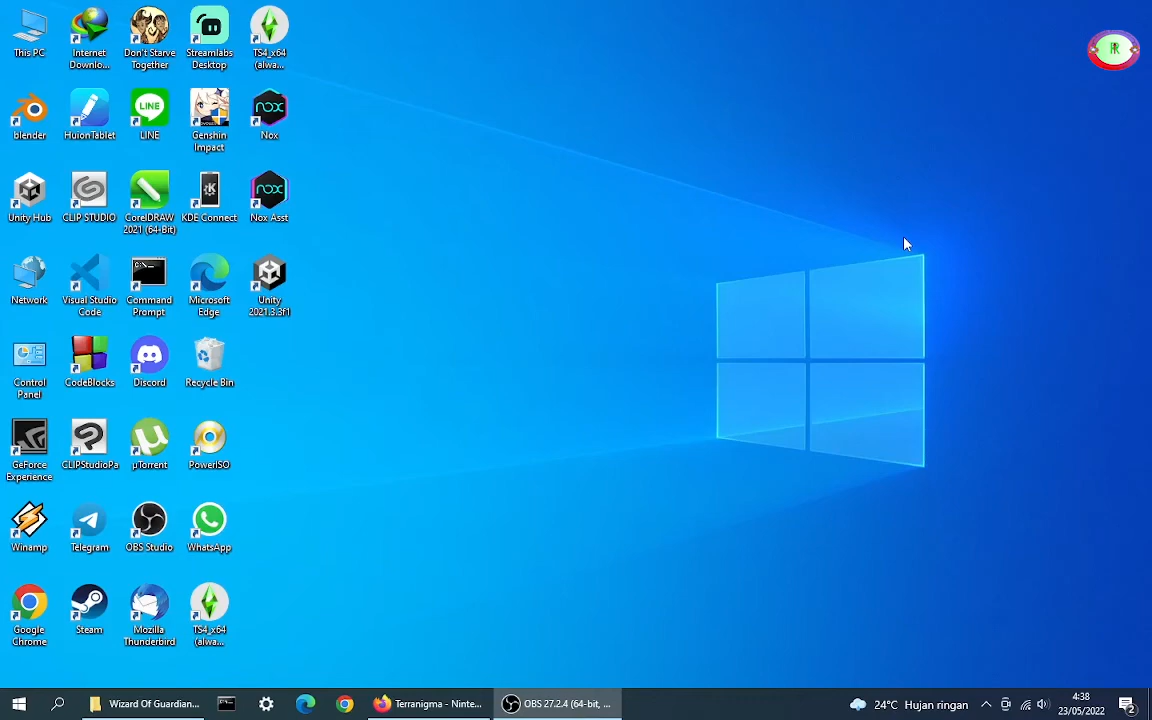 This PC
Internet
Downlo...
Don't Starve
Together
Streamlabs
Desktop
TS4_x64
(alwa...
blender
HuionTablet
LINE
LINE
Genshin
Impact
nox
Nox
Unity Hub
CLIP STUDIO
CorelDRAW
2021 (64-Bit)
KDE Connect
nox
Nox Asst
Network
Visual Studio
Code
Command
Prompt
Microsoft
Edge
Unity
2021.3.3f1
Control
Panel
CodeBlocks
Discord
Recycle Bin
GeForce
Experience
CLIPStudioPa
µTorrent
PowerISO
Winamp
Telegram
OBS Studio
WhatsApp
Google
Chrome
Steam
Mozilla
Thunderbird
TS4_x64
(alwa...
Wizard Of Guardian...
Terranigma - Ninte...
OBS 27.2.4 (64-bit, ...
24°C Hujan ringan
4:38
23/05/2022
2